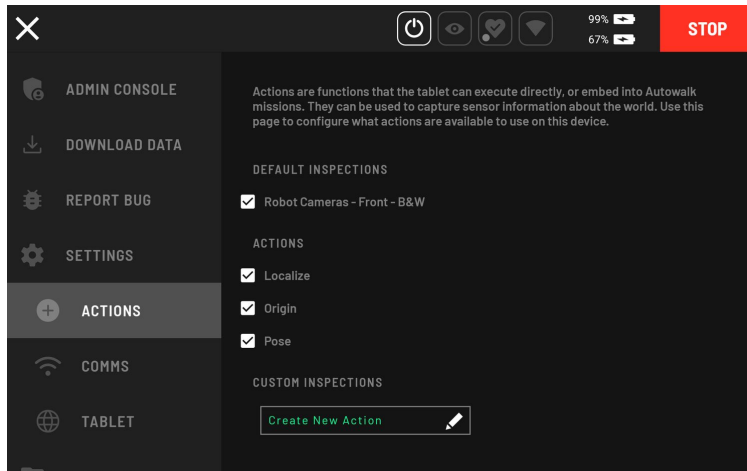 99%
67%
STOP
ADMIN CONSOLE
DOWNLOAD DATA
REPORT BUG
SETTINGS
ACTIONS
COMMS
TABLET
Actions are functions that the tablet can execute directly, or embed into Autowalk
missions. They can be used to capture sensor information about the world. Use this
page to configure what actions are available to use on this device.
DEFAULT INSPECTIONS
Robot Cameras - Front - B&W
ACTIONS
Localize
Origin
Pose
CUSTOM INSPECTIONS
Create New Action